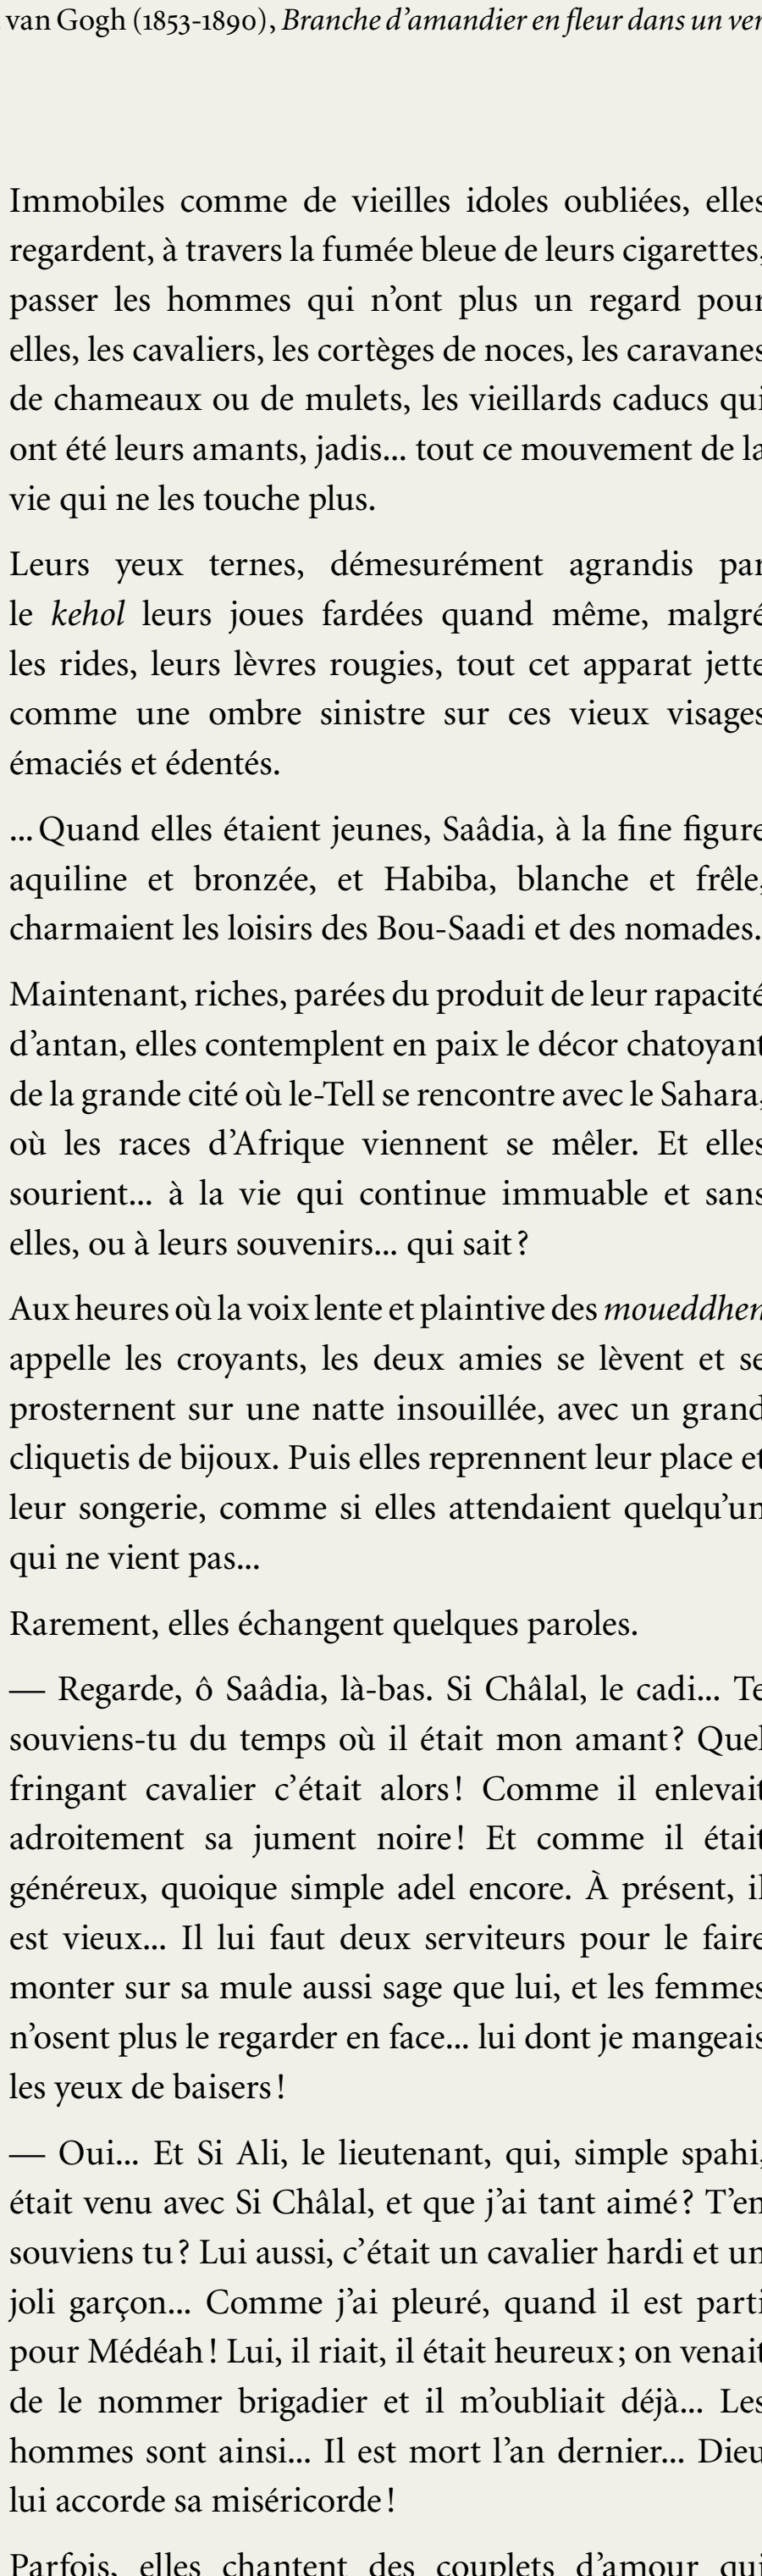 van Gogh (1853-1890), Branche d’amandier en fleur dans un ver
Immobiles comme de vieilles idoles oubliées, elles
regardent, à travers la fumée bleue de leurs cigarettes,
passer les hommes qui n’ont plus un regard pour
elles, les cavaliers, les cortèges de noces, les caravanes
de chameaux ou de mulets, les vieillards caducs qui
ont été leurs amants, jadis... tout ce mouvement de la
vie qui ne les touche plus.
Leurs yeux ternes, démesurément agrandis par
le kehol leurs joues fardées quand même, malgré
les rides, leurs lèvres rougies, tout cet apparat jette
comme une ombre sinistre sur ces vieux visages
émaciés et édentés.
... Quand elles étaient jeunes, Saâdia, à la fine figure
aquiline et bronzée, et Habiba, blanche et frêle,
charmaient les loisirs des Bou-Saadi et des nomades.
Maintenant, riches, parées du produit de leur rapacité
d’antan, elles contemplent en paix le décor chatoyant
de la grande cité où le-Tell se rencontre avec le Sahara,
où les races d’Afrique viennent se mêler. Et elles
sourient... à la vie qui continue immuable et sans
elles, ou à leurs souvenirs... qui sait ?
Aux heures où la voix lente et plaintive des moueddhen
appelle les croyants, les deux amies se lèvent et se
prosternent sur une natte insouillée, avec un grand
cliquetis de bijoux. Puis elles reprennent leur place et
leur songerie, comme si elles attendaient quelqu’un
qui ne vient pas...
Rarement, elles échangent quelques paroles.
— Regarde, ô Saâdia, là-bas. Si Châlal, le cadi... Te
souviens-tu du temps où il était mon amant ? Quel
fringant cavalier c’était alors ! Comme il enlevait
adroitement sa jument noire ! Et comme il était
généreux, quoique simple adel encore. À présent, il
est vieux... Il lui faut deux serviteurs pour le faire
monter sur sa mule aussi sage que lui, et les femmes
n’osent plus le regarder en face... lui dont je mangeais
les yeux de baisers !
— Oui... Et Si Ali, le lieutenant, qui, simple spahi,
était venu avec Si Châlal, et que j’ai tant aimé ? T’en
souviens tu ? Lui aussi, c’était un cavalier hardi et un
joli garçon... Comme j’ai pleuré, quand il est parti
pour Médéah ! Lui, il riait, il était heureux ; on venait
de le nommer brigadier et il m’oubliait déjà... Les
hommes sont ainsi... Il est mort l’an dernier... Dieu
lui accorde sa miséricorde !
Parfois, elles chantent des couplets d’amour qui